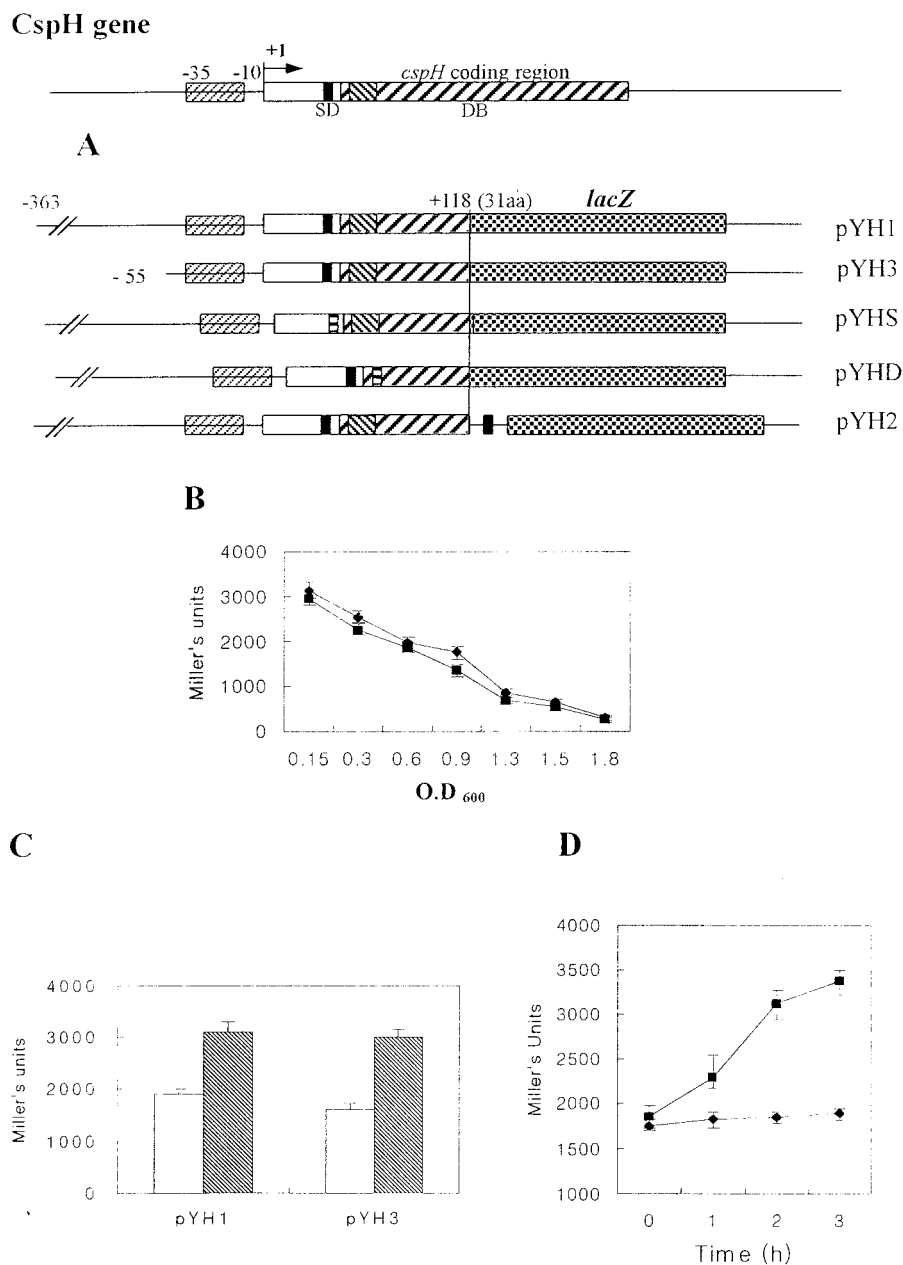 CspH gene
+1
-35 -10 cspH coding region
SD DB
A
-363 +118 (31aa) lacZ
pYH1
- 55 pYH3
pYHS
pYHD
pYH2
B
4000
3000
2000
1000
0
Miller's units
0.15 0.3 0.6 0.9 1.3 1.5 1.8
O.D 600
C
4000
3000
2000
1000
0
Miller's units
pYH1 pYH3
D
4000
3500
3000
2500
2000
1500
1000
Miller's Units
0 1 2 3
Time (h)